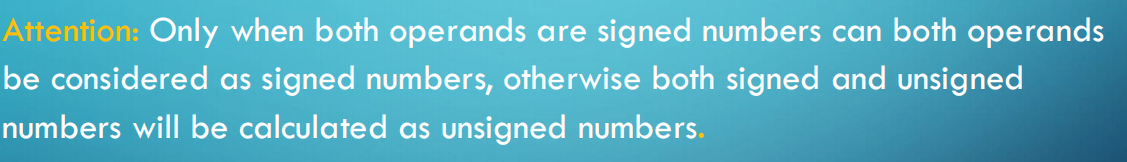 Attention: Only when both operands are signed numbers can both operands
be considered as signed numbers, otherwise both signed and unsigned
numbers will be calculated as unsigned numbers.